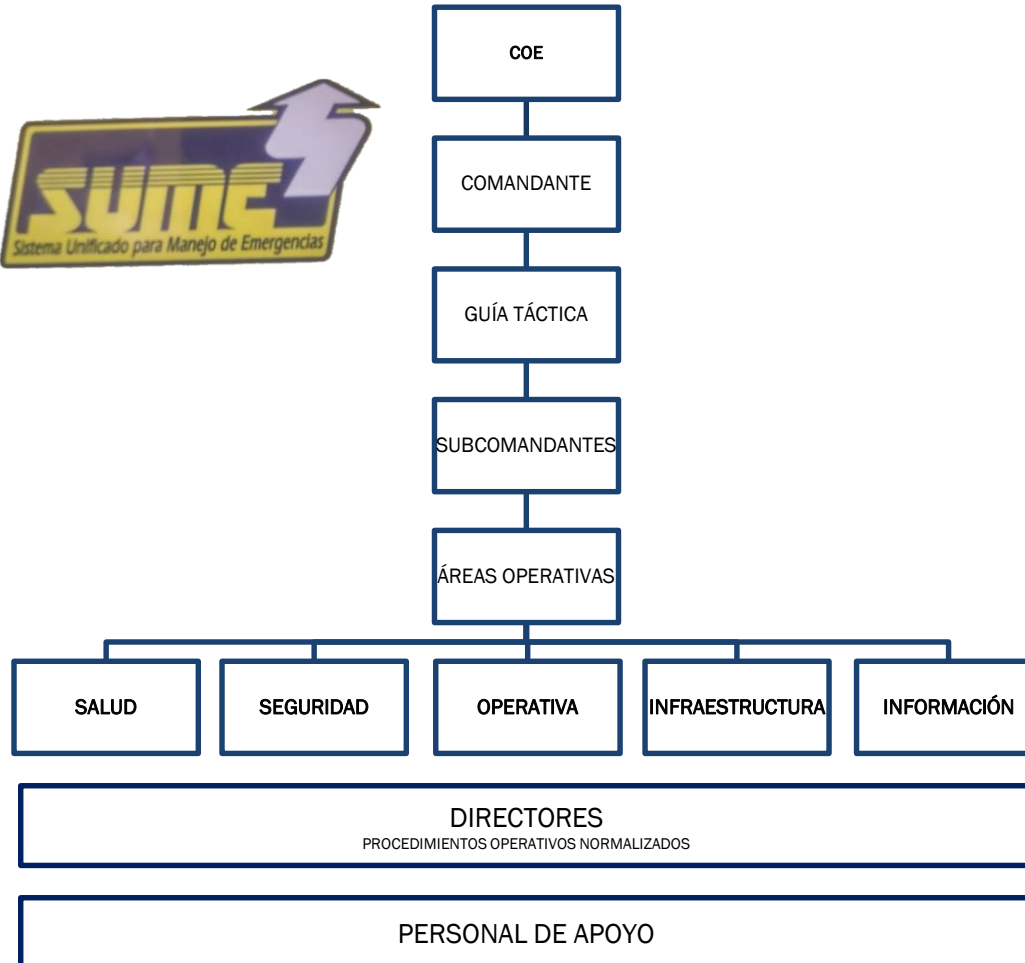 COE
SUME
Sistema Unificado para Manejo de Emergencias
COMANDANTE
GUÍA TÁCTICA
SUBCOMANDANTES
ÁREAS OPERATIVAS
SALUD
SEGURIDAD
OPERATIVA
INFRAESTRUCTURA
INFORMACIÓN
DIRECTORES
PROCEDIMIENTOS OPERATIVOS NORMALIZADOS
PERSONAL DE APOYO